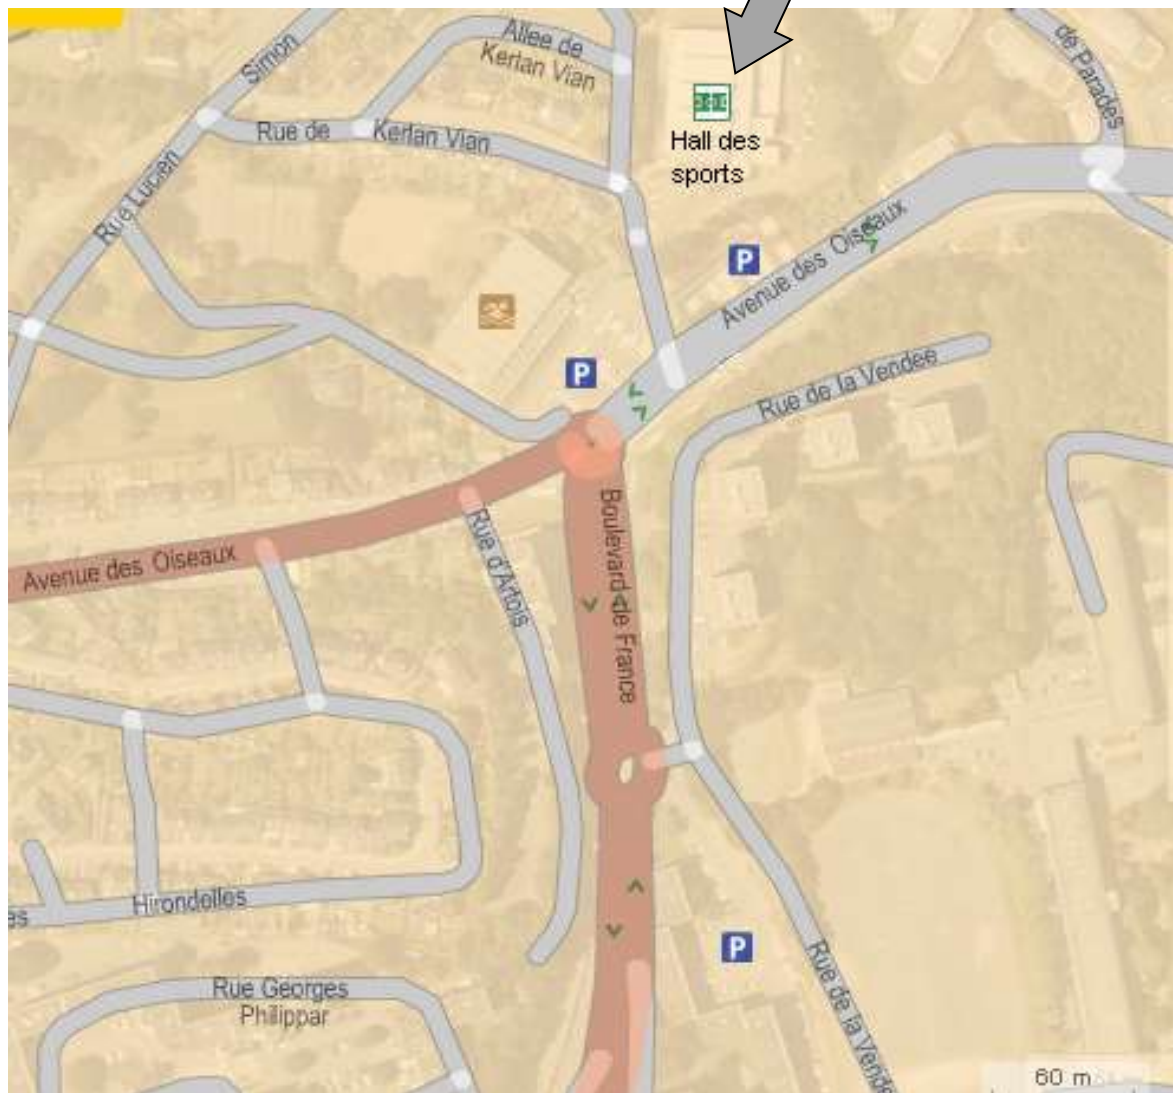 Allee de
Kerlan Vian
de Parades
Simon
Rue de Kerlan Vian
Hall des
sports
Rue Lucien
P
Avenue des Oiseaux
P
Rue de la Vendee
Boulevard de France
Rue d'Artois
Avenue des Oiseaux
Hirondelles
es
P
Rue de la Vende
Rue Georges
Philippar
60 m